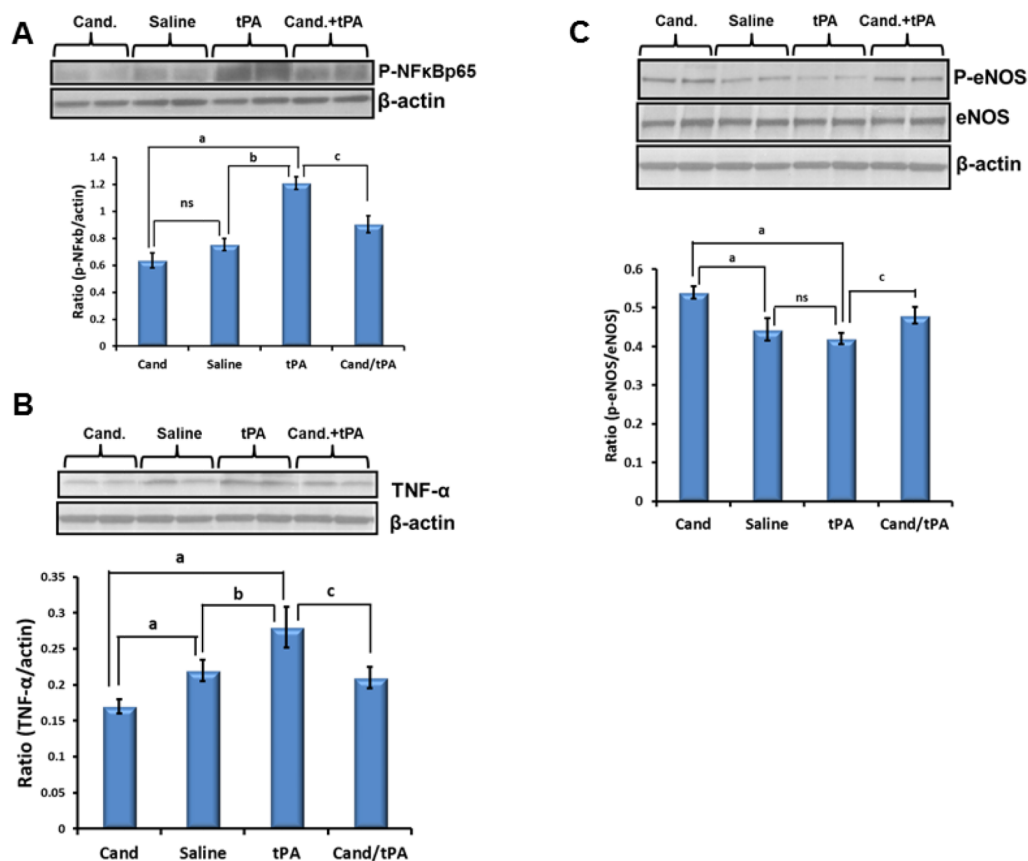 A
Cand. Saline tPA Cand.+tPA
P-NFκBp65
β-actin
a
b c
ns
Ratio (p-NFκb/actin)
1.4
1.2
1
0.8
0.6
0.4
0.2
0
Cand Saline tPA Cand/tPA
B
Cand. Saline tPA Cand.+tPA
TNF-α
β-actin
a
b c
a
Ratio (TNF-α/actin)
0.35
0.3
0.25
0.2
0.15
0.1
0.05
0
Cand Saline tPA Cand/tPA
C
Cand. Saline tPA Cand.+tPA
P-eNOS
eNOS
β-actin
a
a c
ns
Ratio (p-eNOS/eNOS)
0.6
0.5
0.4
0.3
0.2
0.1
0
Cand Saline tPA Cand/tPA